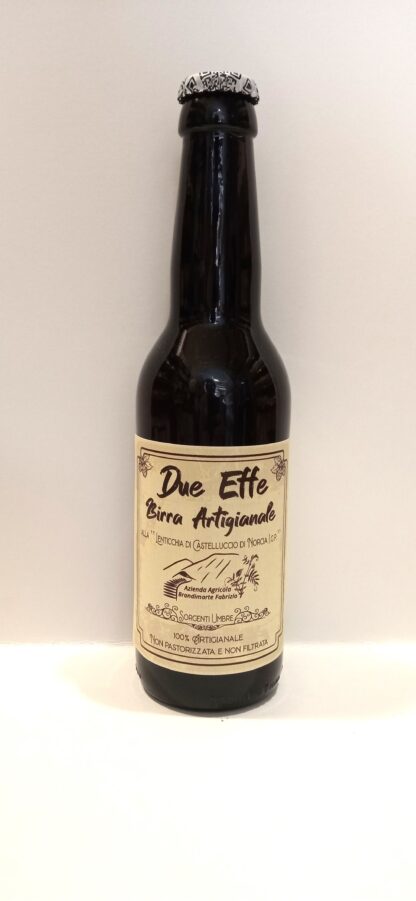 Due Effe
Birra Artigianale
alla "Lenticchia di Castelluccio di Norcia I.G.P."
Azienda Agricola
Brandimarte Fabrizio
Sorgenti Umbre
100% Artigianale
Non pastorizzata e non filtrata